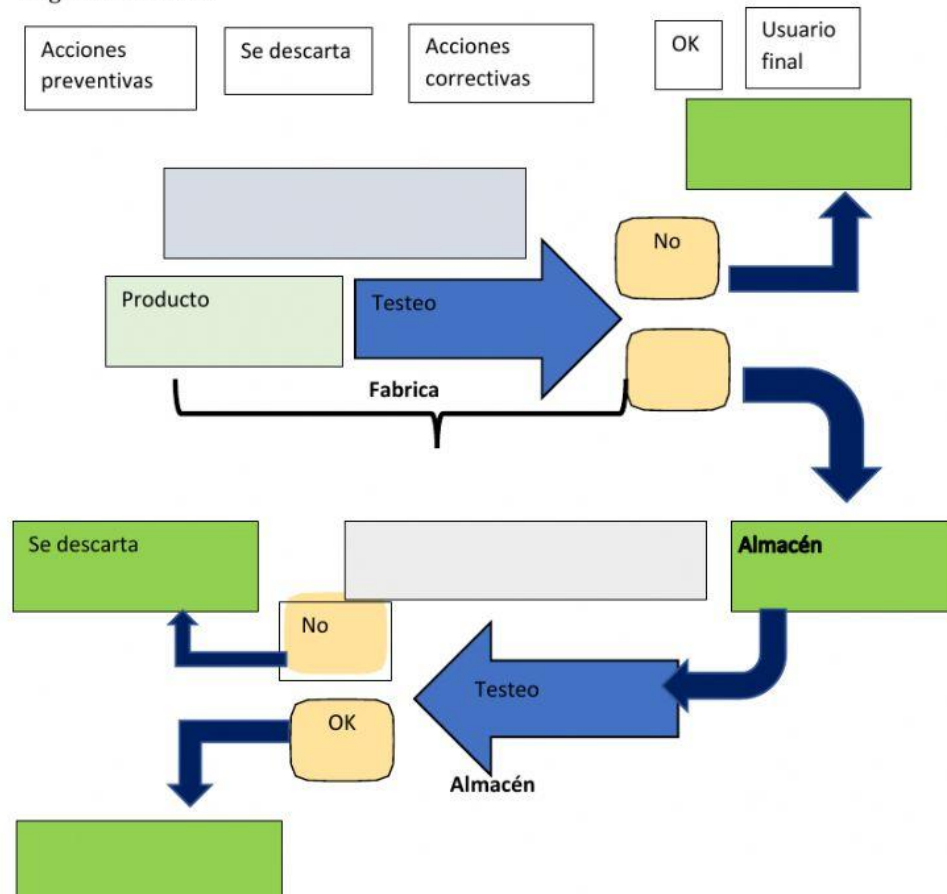 Acciones
preventivas
Se descarta
Acciones
correctivas
OK
Usuario
final
No
Producto
Testeo
Fabrica
Se descarta
Almacén
No
Testeo
OK
Almacén